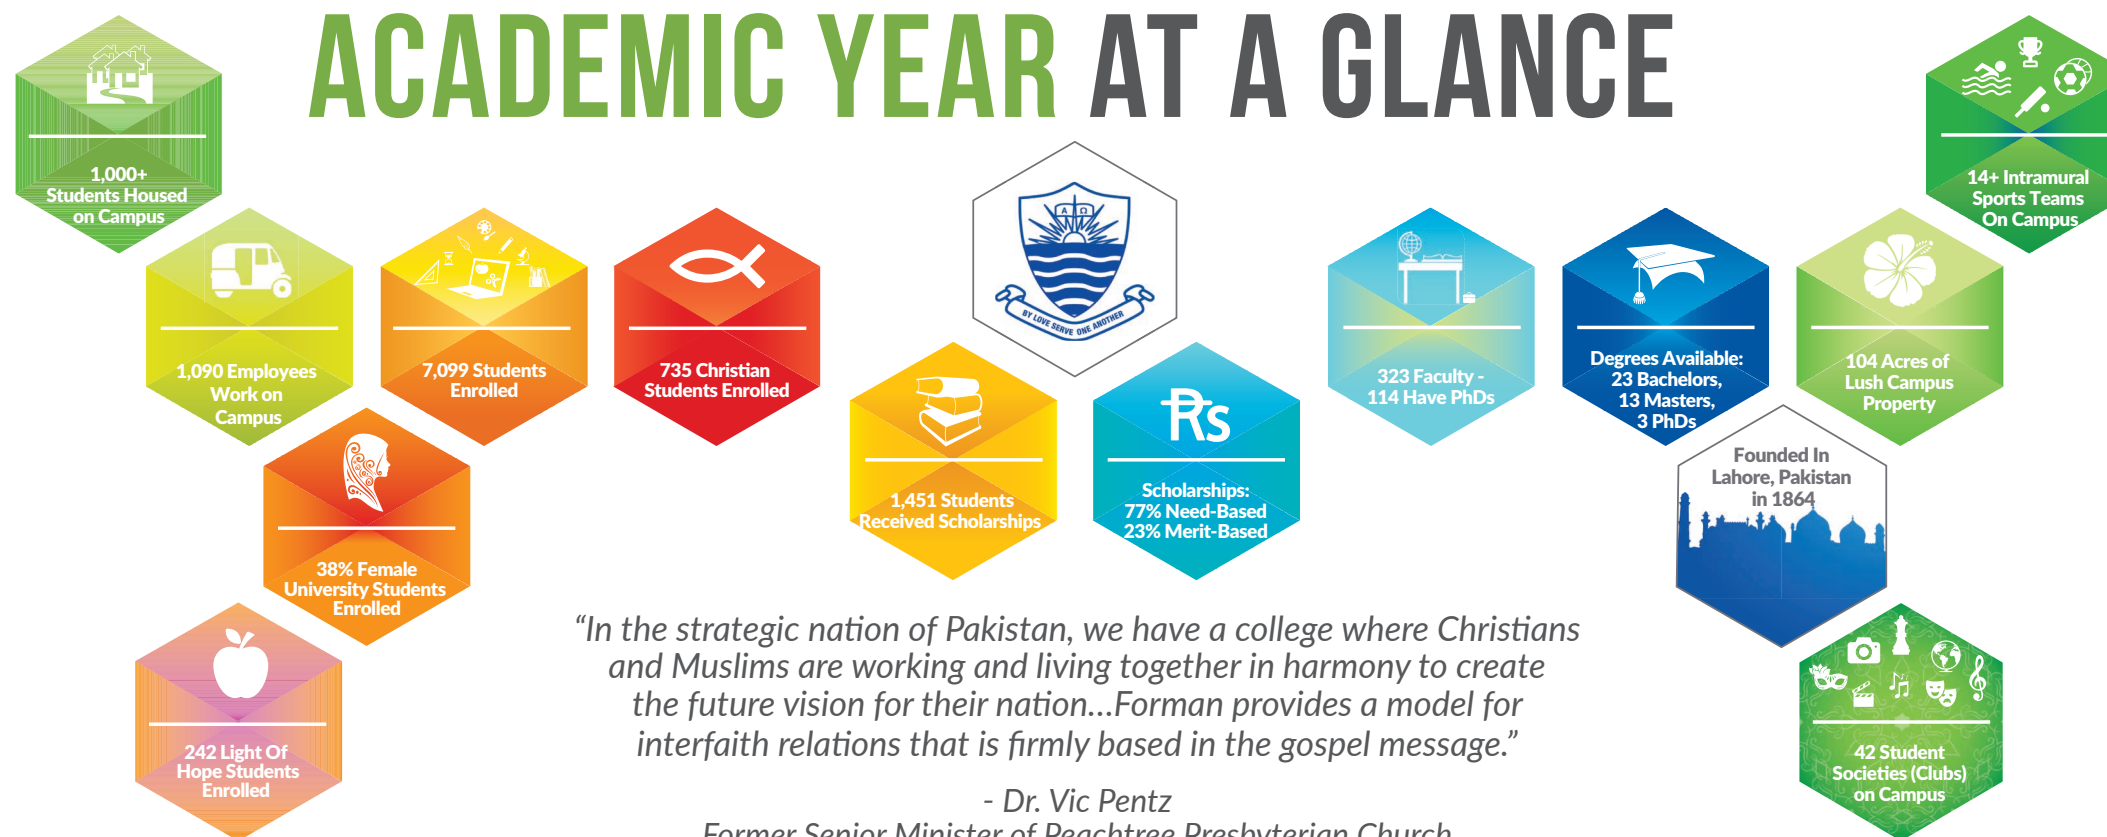 ACADEMIC YEAR AT A GLANCE
1,000+
Students Housed
on Campus
14+ Intramural
Sports Teams
On Campus
1,090 Employees
Work on
Campus
7,099 Students
Enrolled
735 Christian
Students Enrolled
Α Ω
BY LOVE SERVE ONE ANOTHER
323 Faculty -
114 Have PhDs
Degrees Available:
23 Bachelors,
13 Masters,
3 PhDs
104 Acres of
Lush Campus
Property
1,451 Students
Received Scholarships
Rs
Scholarships:
77% Need-Based
23% Merit-Based
Founded In
Lahore, Pakistan
in 1864
38% Female
University Students
Enrolled
242 Light Of
Hope Students
Enrolled
“In the strategic nation of Pakistan, we have a college where Christians
and Muslims are working and living together in harmony to create
the future vision for their nation...Forman provides a model for
interfaith relations that is firmly based in the gospel message.”
- Dr. Vic Pentz
Former Senior Minister of Peachtree Presbyterian Church
42 Student
Societies (Clubs)
on Campus